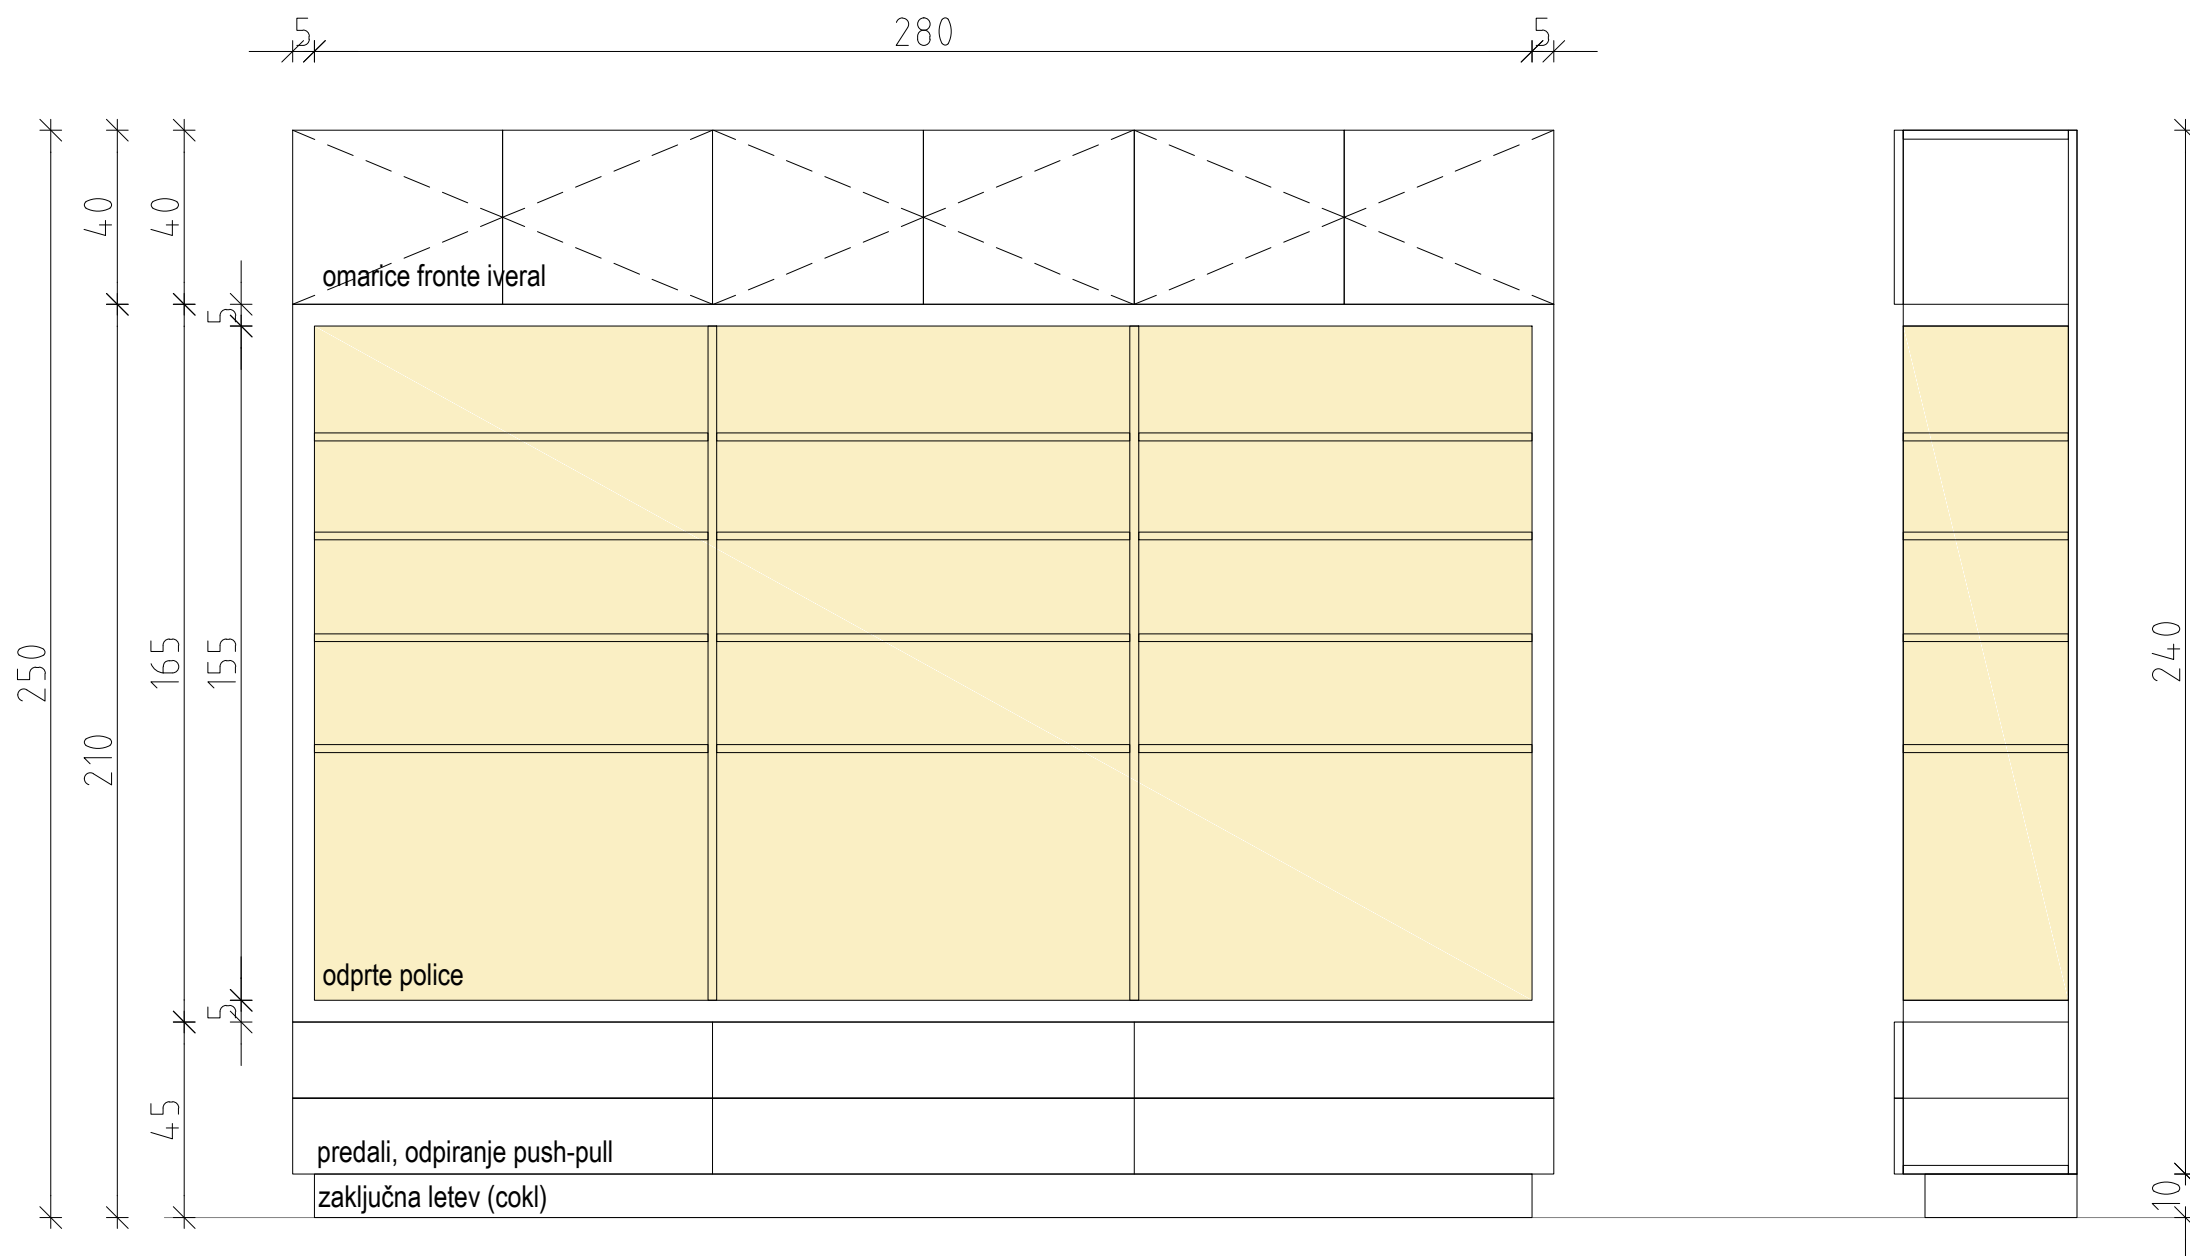 5 280 5
40
40
omarice fronte iveral
5
250
210
165
155
240
odprte police
5
45
predali, odpiranje push-pull
zaključna letev (cokl)
10